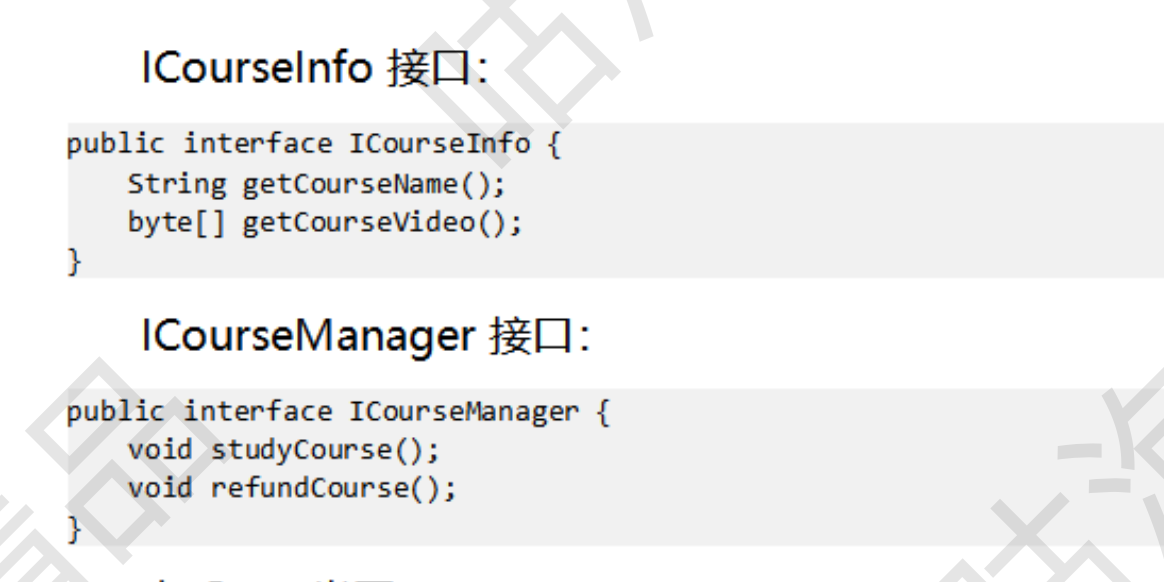 ICourseInfo 接口：
public interface ICourseInfo {
String getCourseName();
byte[] getCourseVideo();
}
ICourseManager 接口：
public interface ICourseManager {
void studyCourse();
void refundCourse();
}